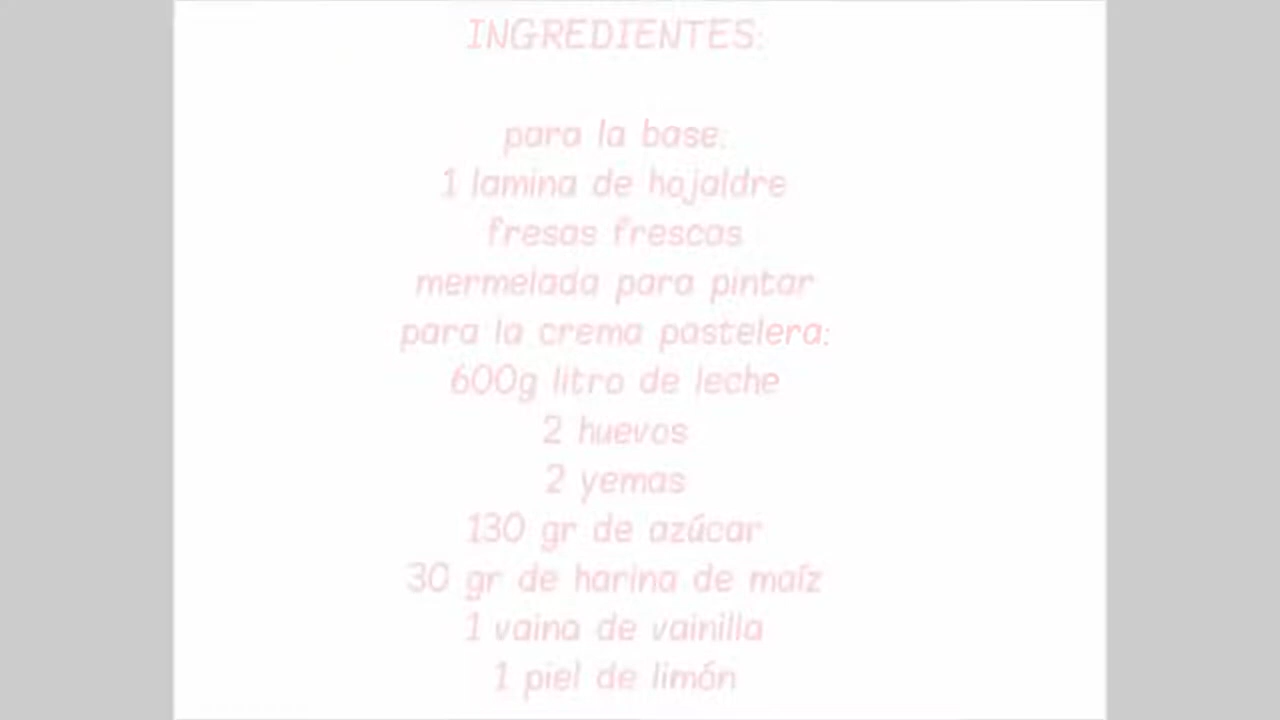 INGREDIENTES:
para la base:
1 lamina de hojaldre
fresas frescas
mermelada para pintar
para la crema pastelera:
600g litro de leche
2 huevos
2 yemas
130 gr de azúcar
30 gr de harina de maíz
1 vaina de vainilla
1 piel de limón